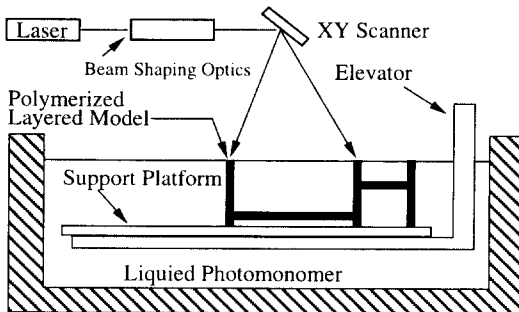 Laser
XY Scanner
Beam Shaping Optics
Elevator
Polymerized
Layered Model
Support Platform
Liquied Photomonomer